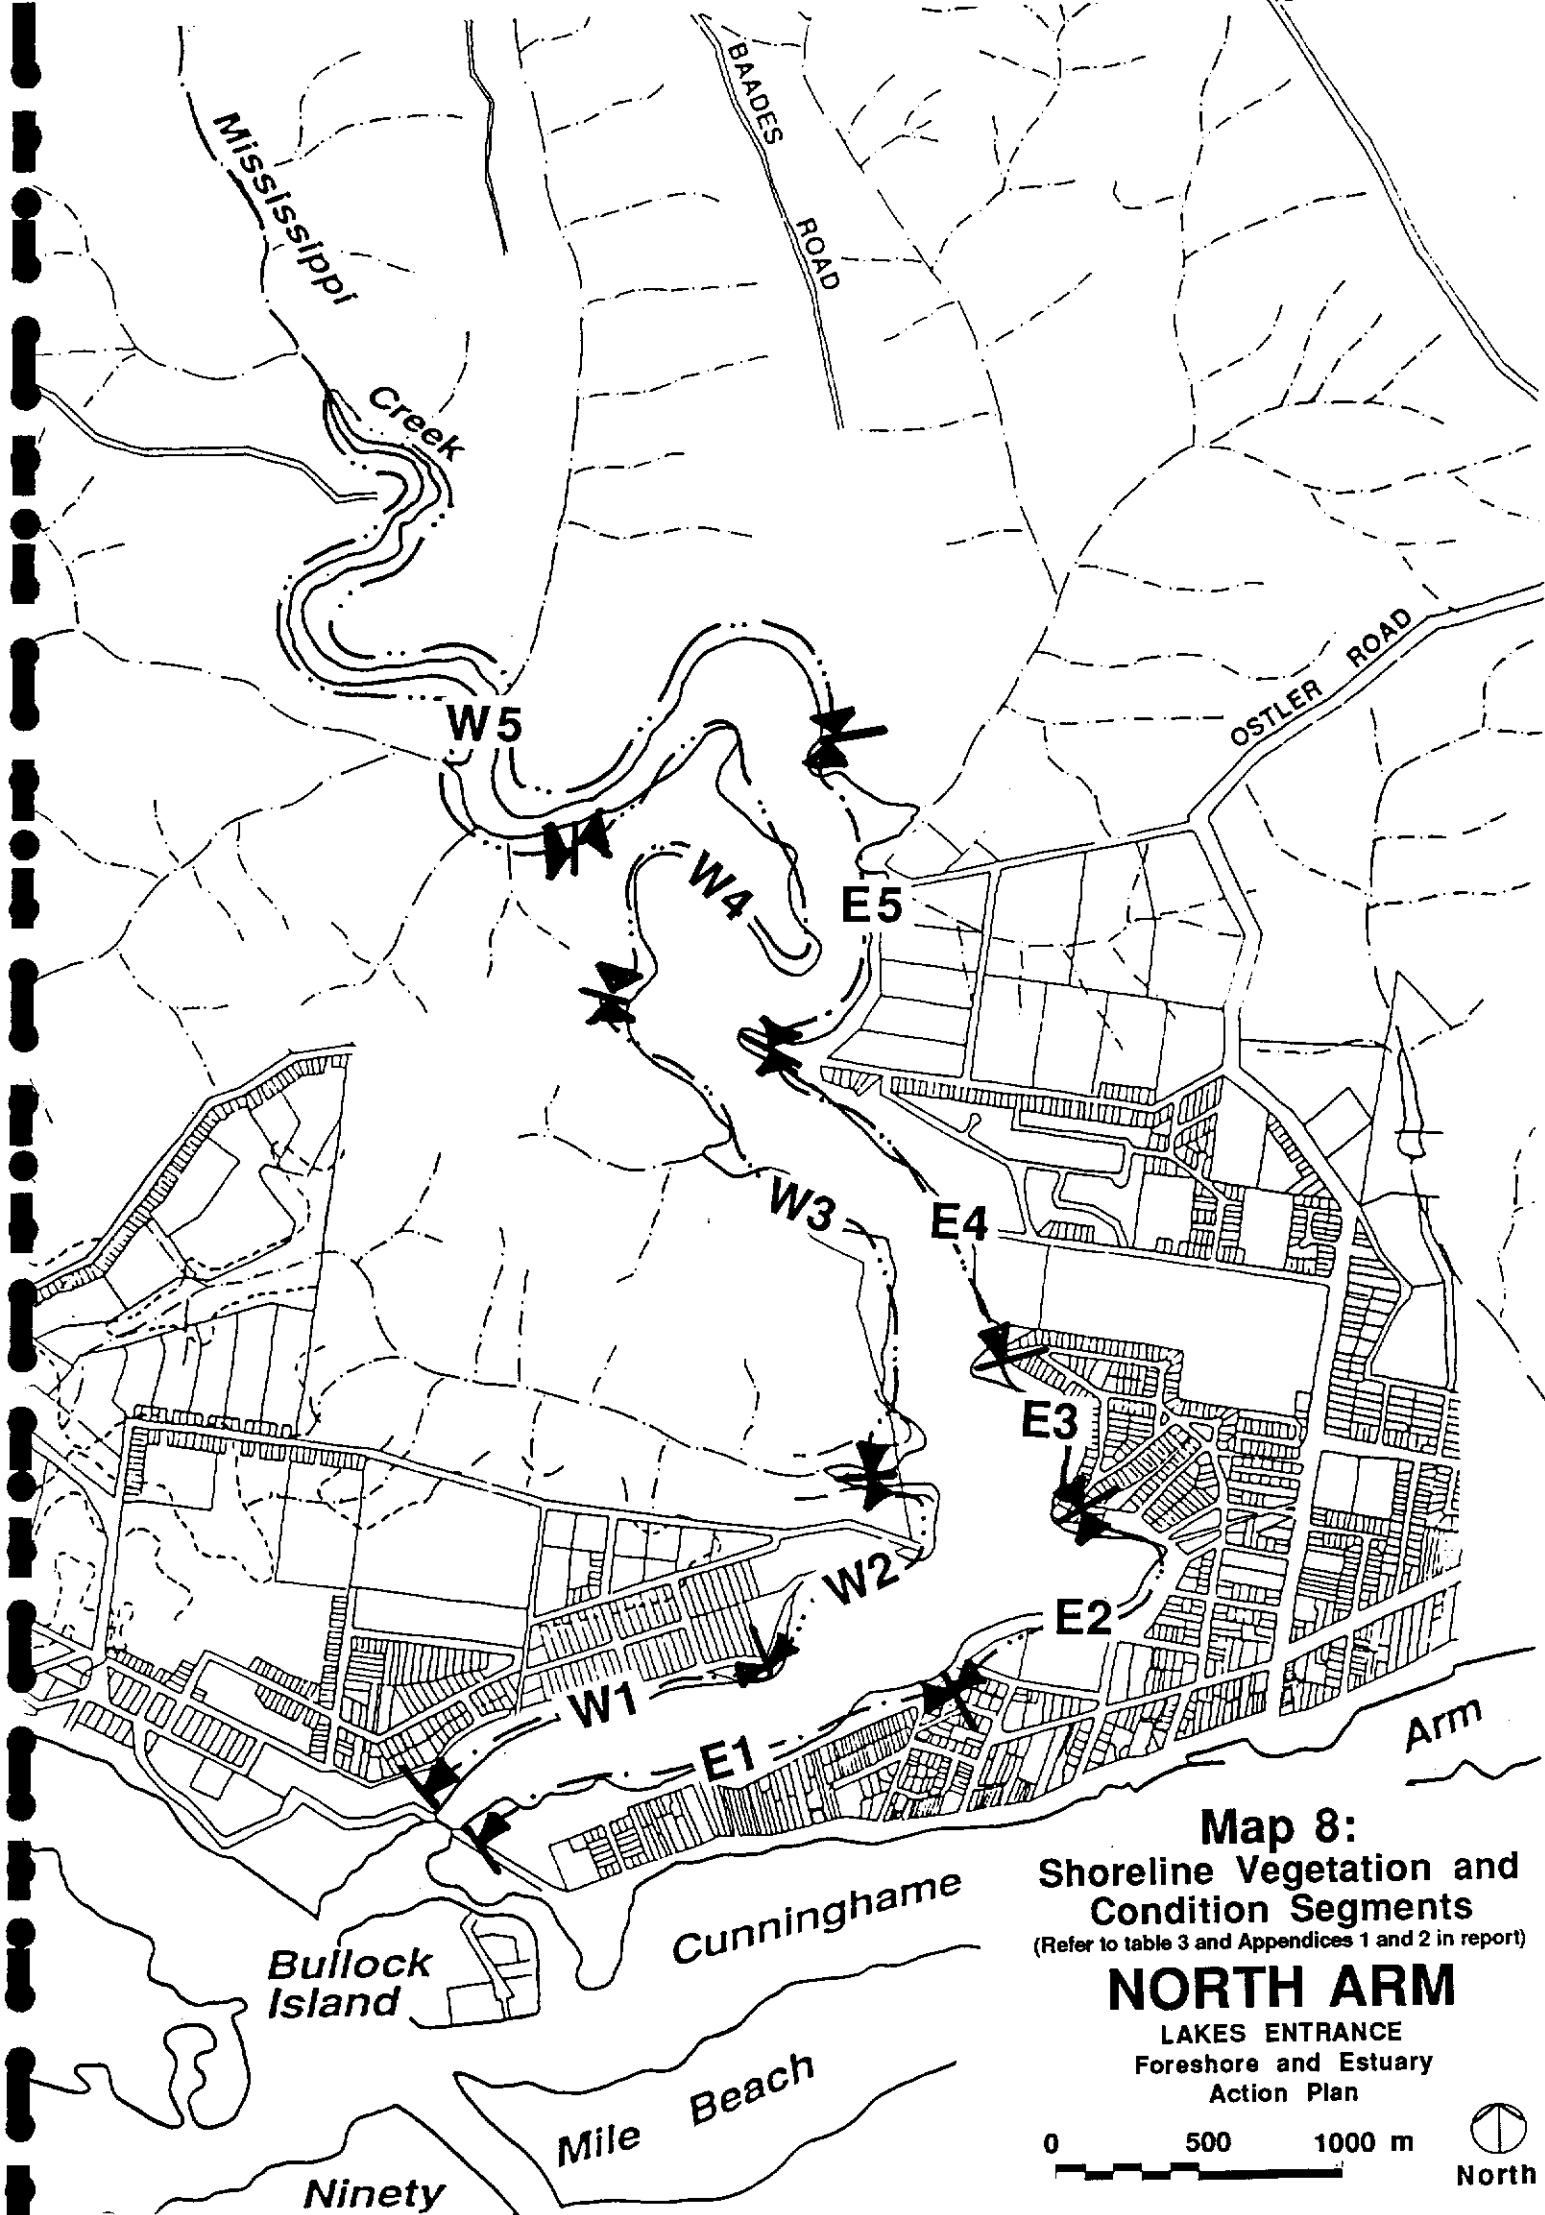 BAADES
ROAD
Mississippi
Creek
OSTLER ROAD
W5
W4
E5
W3
E4
E3
W2
E2
W1
E1
Arm
Cunninghame
Bullock
Island
Mile Beach
Ninety
Map 8:
Shoreline Vegetation and
Condition Segments
(Refer to table 3 and Appendices 1 and 2 in report)
NORTH ARM
LAKES ENTRANCE
Foreshore and Estuary
Action Plan
0 500 1000 m
North